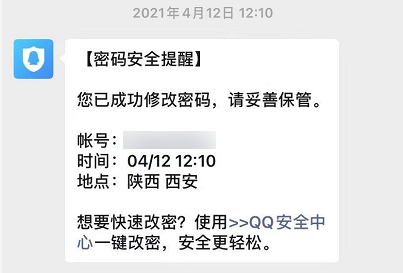 2021年4月12日 12:10
【密码安全提醒】
您已成功修改密码，请妥善保管。
帐号：
时间：04/12 12:10
地点：陕西 西安
想要快速改密？使用>>QQ安全中
心一键改密，安全更轻松。